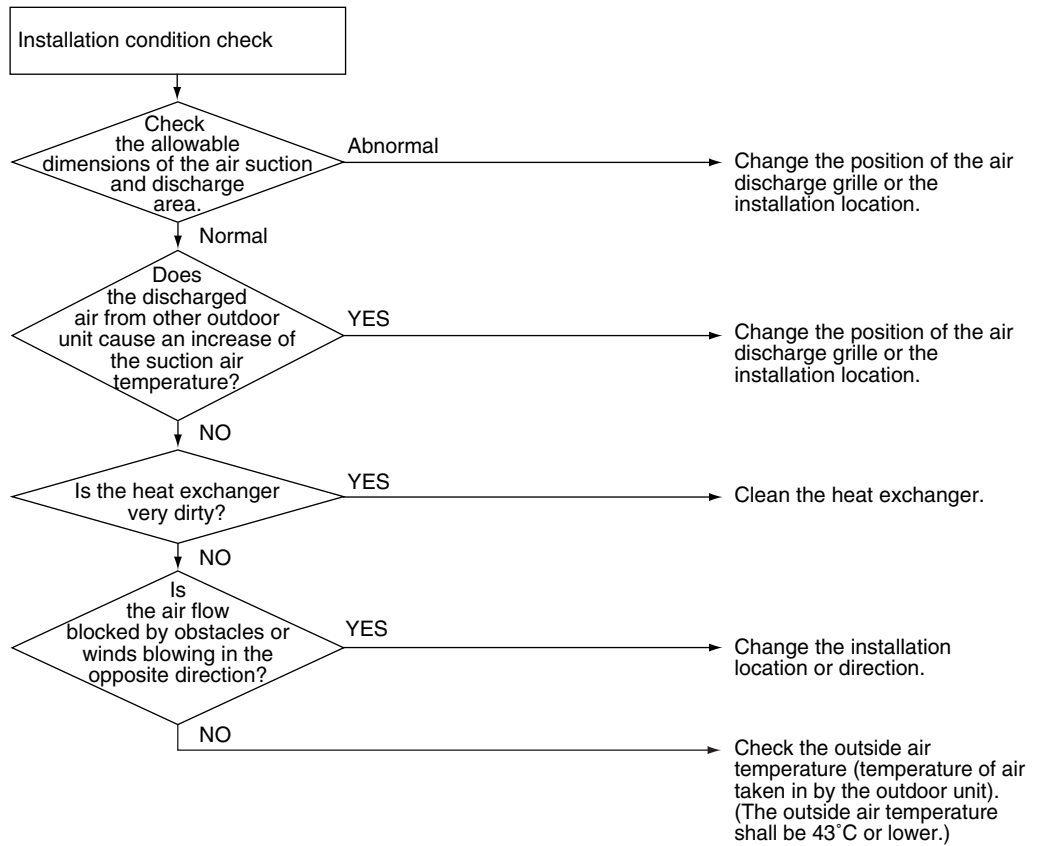 Installation condition check
Check
the allowable
dimensions of the air suction
and discharge
area.
Abnormal
Change the position of the air
discharge grille or the
installation location.
Normal
Does
the discharged
air from other outdoor
unit cause an increase of
the suction air
temperature?
YES
Change the position of the air
discharge grille or the
installation location.
NO
Is the heat exchanger
very dirty?
YES
Clean the heat exchanger.
NO
Is
the air flow
blocked by obstacles or
winds blowing in the
opposite direction?
YES
Change the installation
location or direction.
NO
Check the outside air
temperature (temperature of air
taken in by the outdoor unit).
(The outside air temperature
shall be 43˚C or lower.)